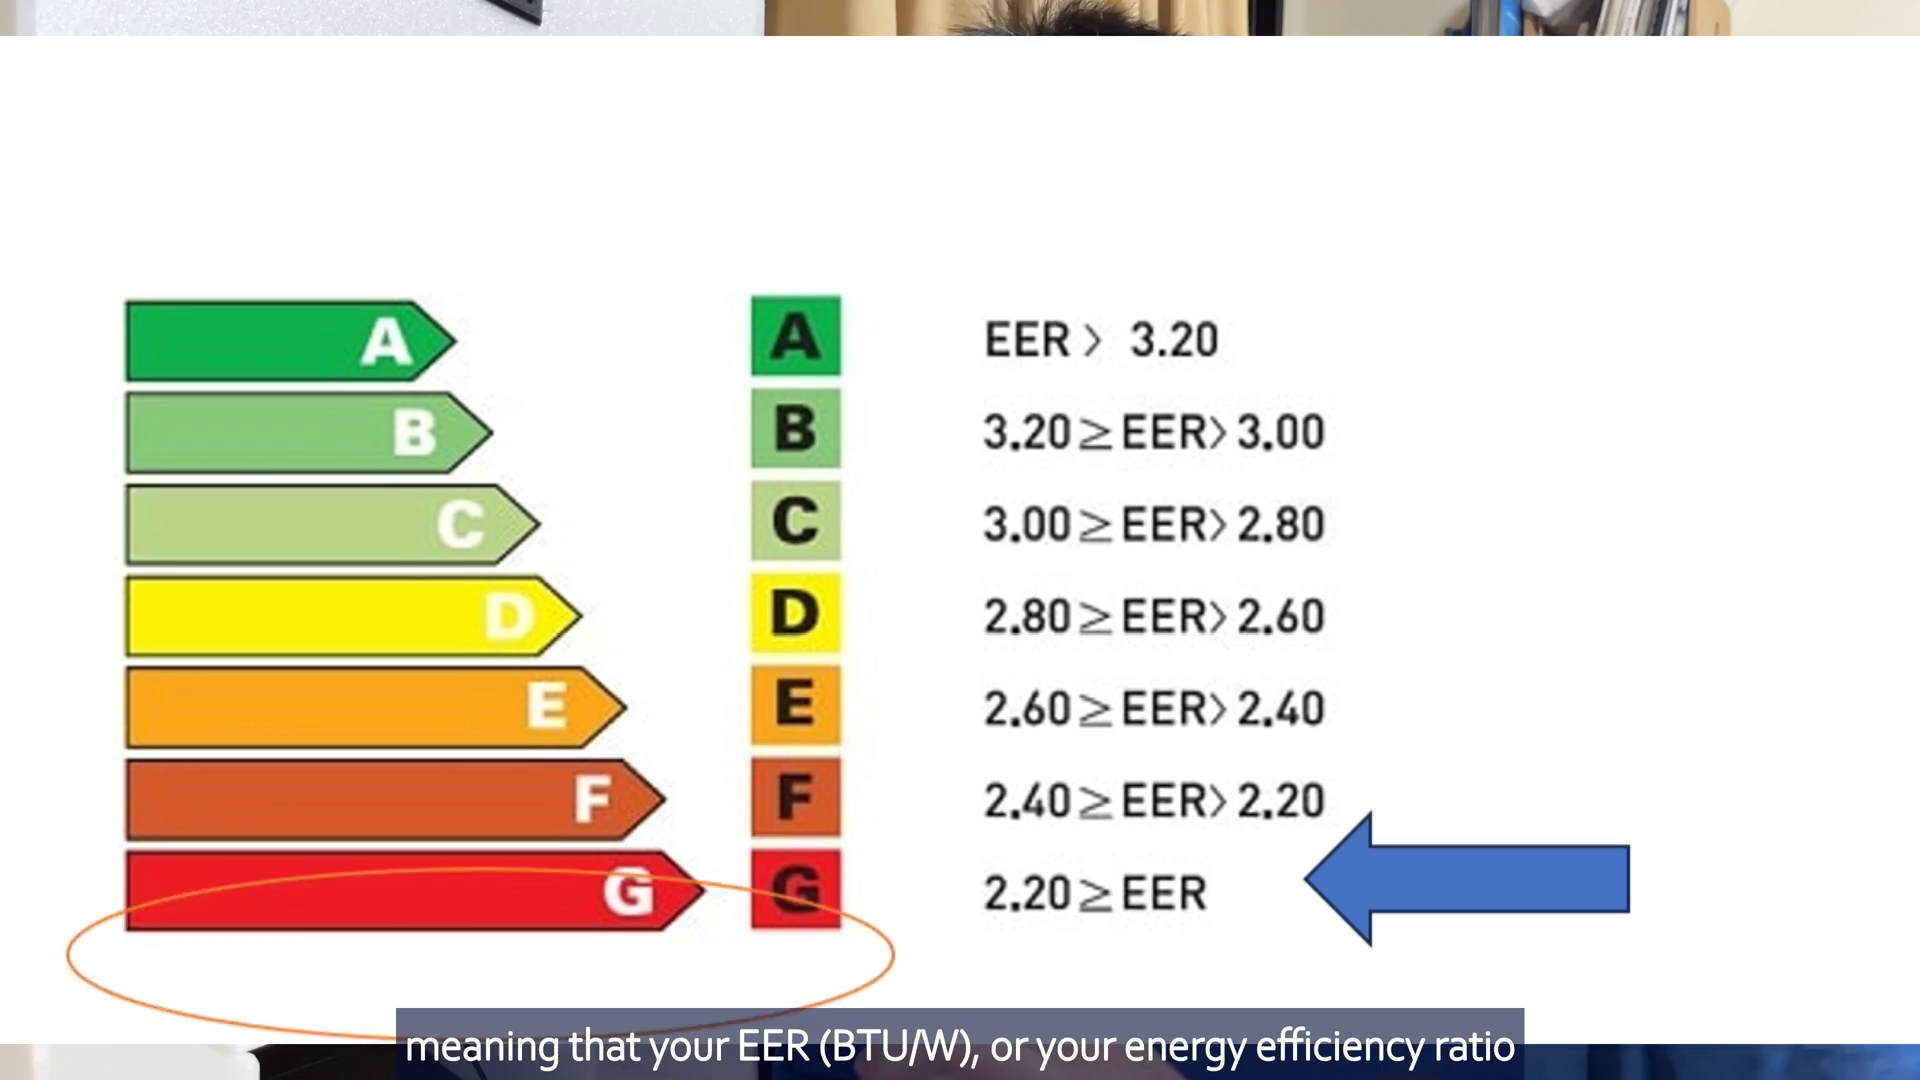 A A EER > 3.20
B B 3.20 ≥ EER > 3.00
C C 3.00 ≥ EER > 2.80
D D 2.80 ≥ EER > 2.60
E E 2.60 ≥ EER > 2.40
F F 2.40 ≥ EER > 2.20
G G 2.20 ≥ EER
meaning that your EER (BTU/W), or your energy efficiency ratio